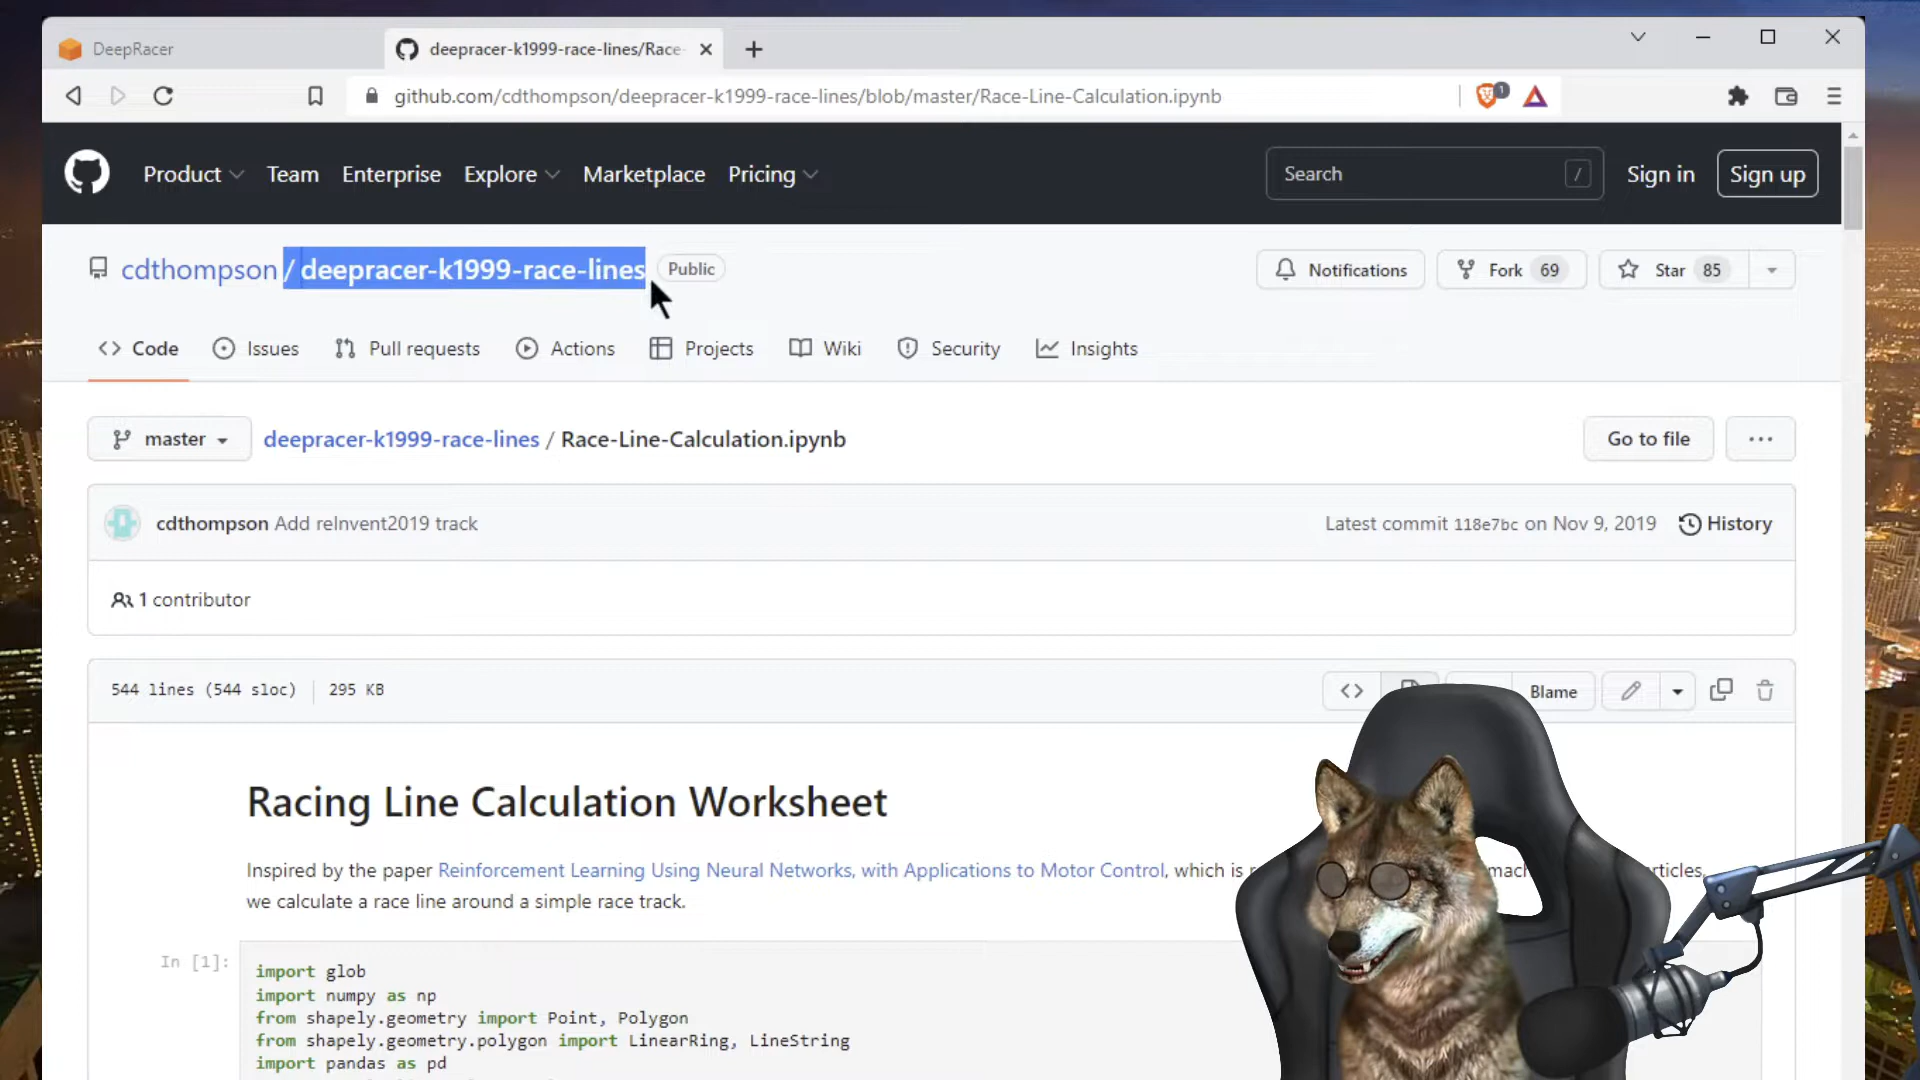 DeepRacer
deepracer-k1999-race-lines/Race-
github.com/cdthompson/deepracer-k1999-race-lines/blob/master/Race-Line-Calculation.ipynb
1
Product Team Enterprise Explore Marketplace Pricing
Search /
Sign in
Sign up
cdthompson / deepracer-k1999-race-lines Public
Notifications
Fork 69
Star 85
Code Issues Pull requests Actions Projects Wiki Security Insights
master
deepracer-k1999-race-lines / Race-Line-Calculation.ipynb
Go to file
cdthompson Add reInvent2019 track
Latest commit 118e7bc on Nov 9, 2019
History
1 contributor
544 lines (544 sloc) 295 KB
Blame
Racing Line Calculation Worksheet
Inspired by the paper Reinforcement Learning Using Neural Networks, with Applications to Motor Control, which is
we calculate a race line around a simple race track.
In [1]:
import glob
import numpy as np
from shapely.geometry import Point, Polygon
from shapely.geometry.polygon import LinearRing, LineString
import pandas as pd